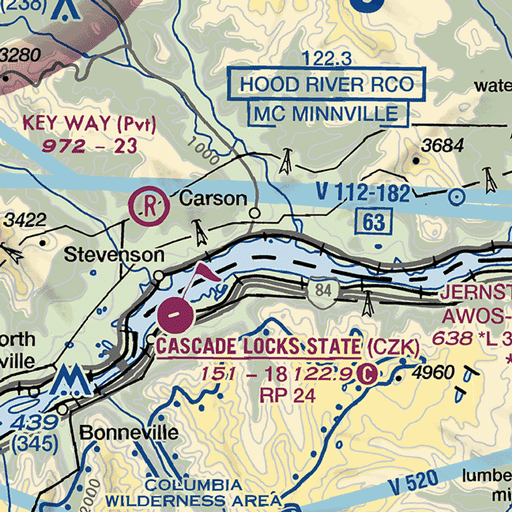 (238)
3280
122.3
HOOD RIVER RCO
MC MINNVILLE
wate
KEY WAY (Pvt)
972 - 23
1000
3684
V 112-182
63
R
Carson
3422
Stevenson
84
JERNST
AWOS-
638 *L 3
*
CASCADE LOCKS STATE (CZK)
151 - 18 122.9 C
RP 24
4960
orth
ville
439
(345)
Bonneville
2000
COLUMBIA
WILDERNESS AREA
V 520
lumbe
mi